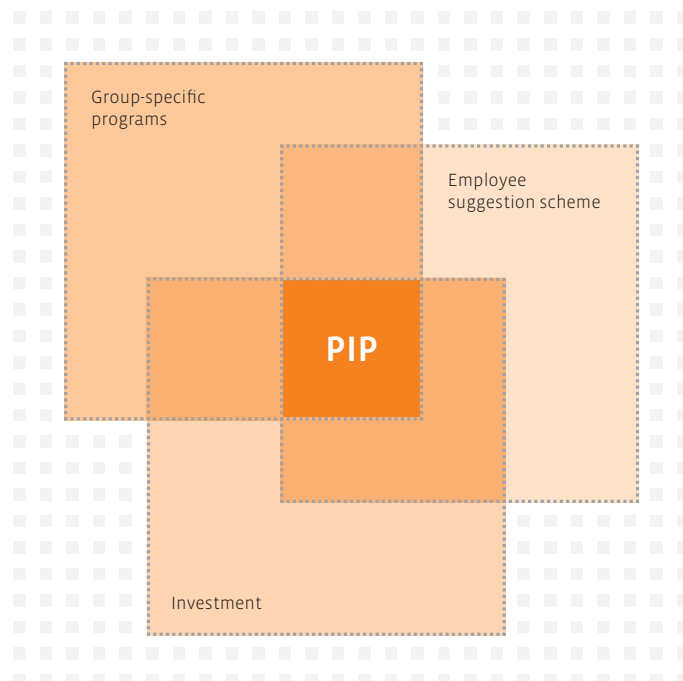 Group-specific
programs
Employee
suggestion scheme
PIP
Investment